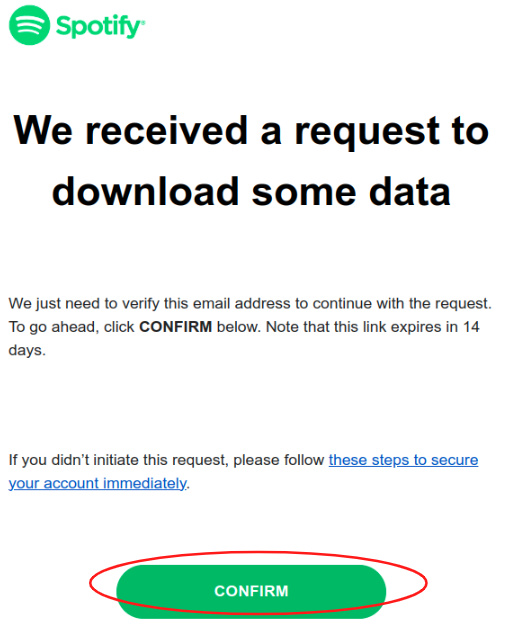 Spotify®
We received a request to
download some data
We just need to verify this email address to continue with the request.
To go ahead, click CONFIRM below. Note that this link expires in 14
days.
If you didn’t initiate this request, please follow these steps to secure
your account immediately.
CONFIRM